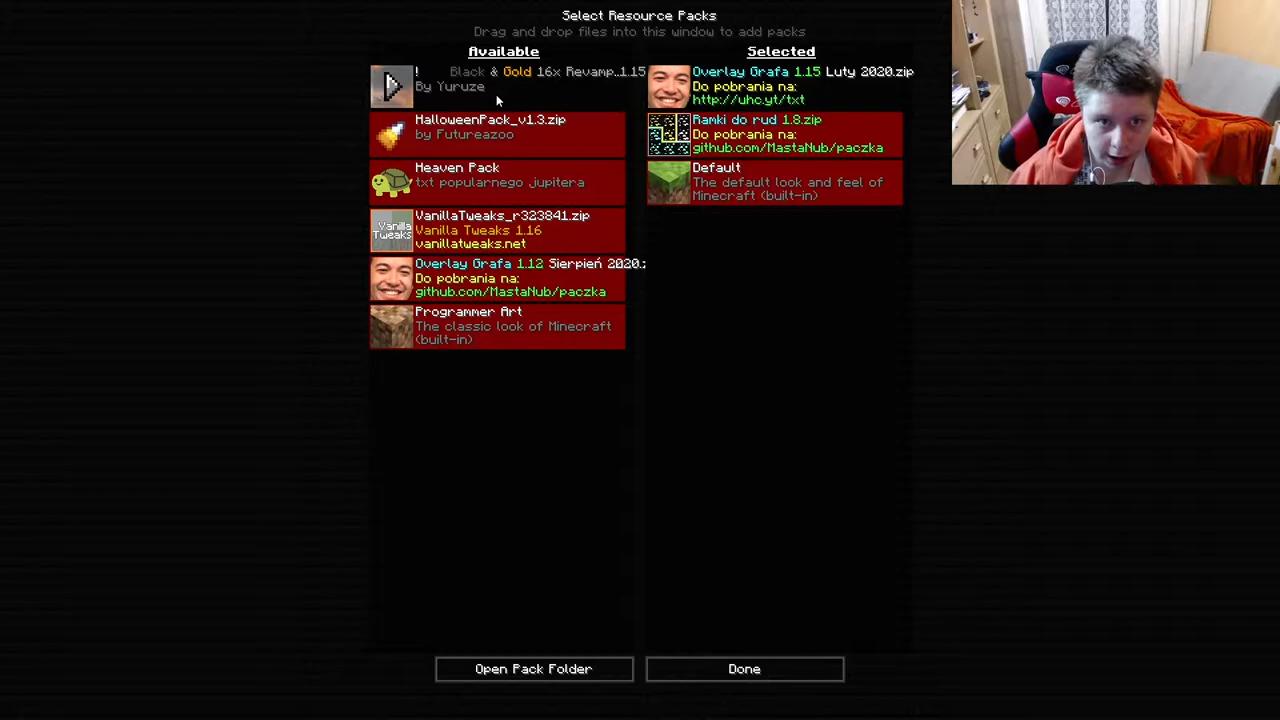 Select Resource Packs
Drag and drop files into this window to add packs
Available
! Black & Gold 16x Revamp..1.15
By Yuruze
HalloweenPack_v1.3.zip
by Futureazoo
Heaven Pack
txt popularnego jupitera
Vanilla Tweaks
VanillaTweaks_r323841.zip
Vanilla Tweaks 1.16
vanillatweaks.net
Overlay Grafa 1.12 Sierpień 2020.;
Do pobrania na:
github.com/MastaNub/paczka
Programmer Art
The classic look of Minecraft
(built-in)
Selected
Overlay Grafa 1.15 Luty 2020.zip
Do pobrania na:
http://uhc.yt/txt
Ramki do rud 1.8.zip
Do pobrania na:
github.com/MastaNub/paczka
Default
The default look and feel of
Minecraft (built-in)
Open Pack Folder
Done